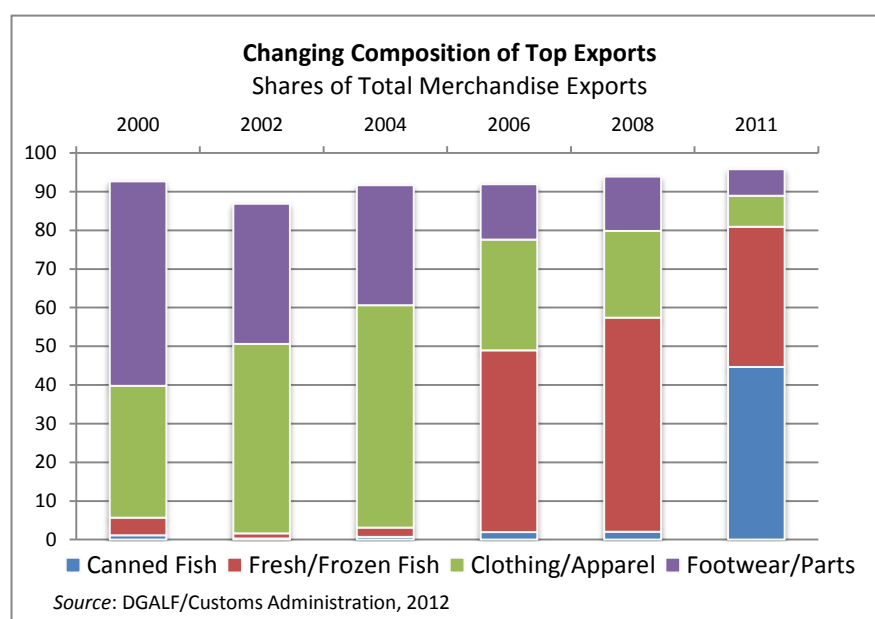 Changing Composition of Top Exports
Shares of Total Merchandise Exports
2000 2002 2004 2006 2008 2011
100
90
80
70
60
50
40
30
20
10
0
Canned Fish Fresh/Frozen Fish Clothing/Apparel Footwear/Parts
Source: DGALF/Customs Administration, 2012